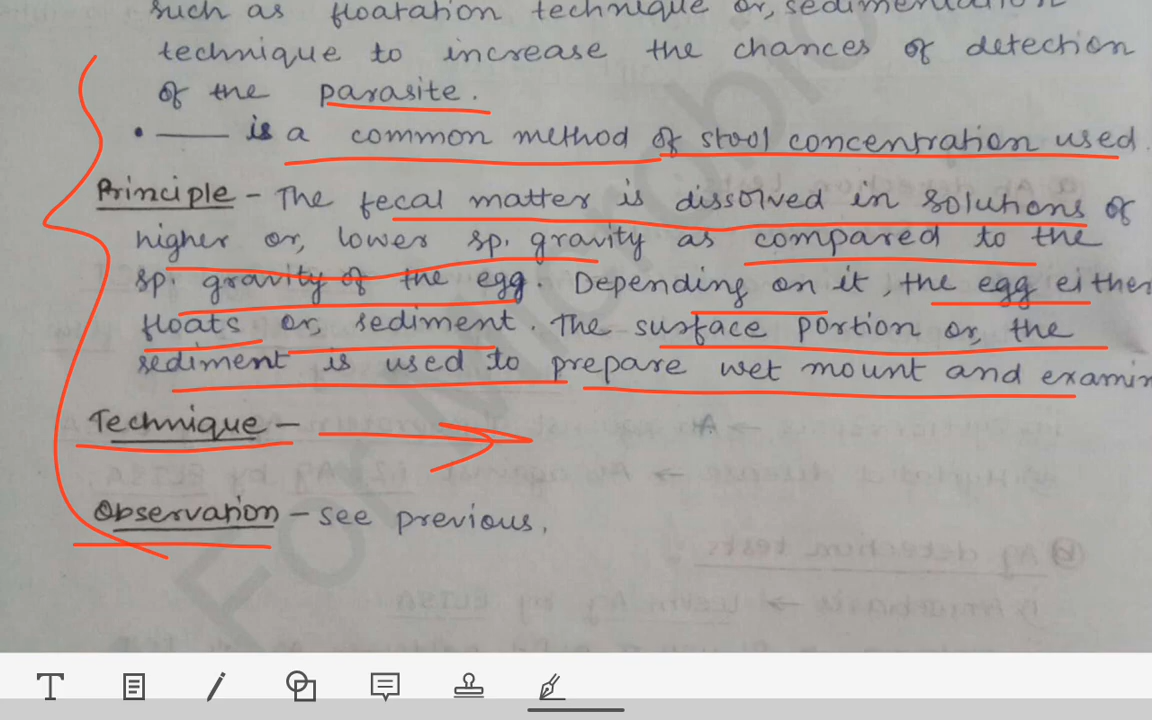 such as floatation technique or, sedimentation
technique to increase the chances of detection
of the parasite.
• —— is a common method of stool concentration used.
Principle - The fecal matter is dissolved in solutions of
higher or, lower sp. gravity as compared to the
sp. gravity of the egg. Depending on it, the egg either
floats or, sediment. The surface portion or, the
sediment is used to prepare wet mount and examin
Technique -
Observation - see previous.
For Microbio
T